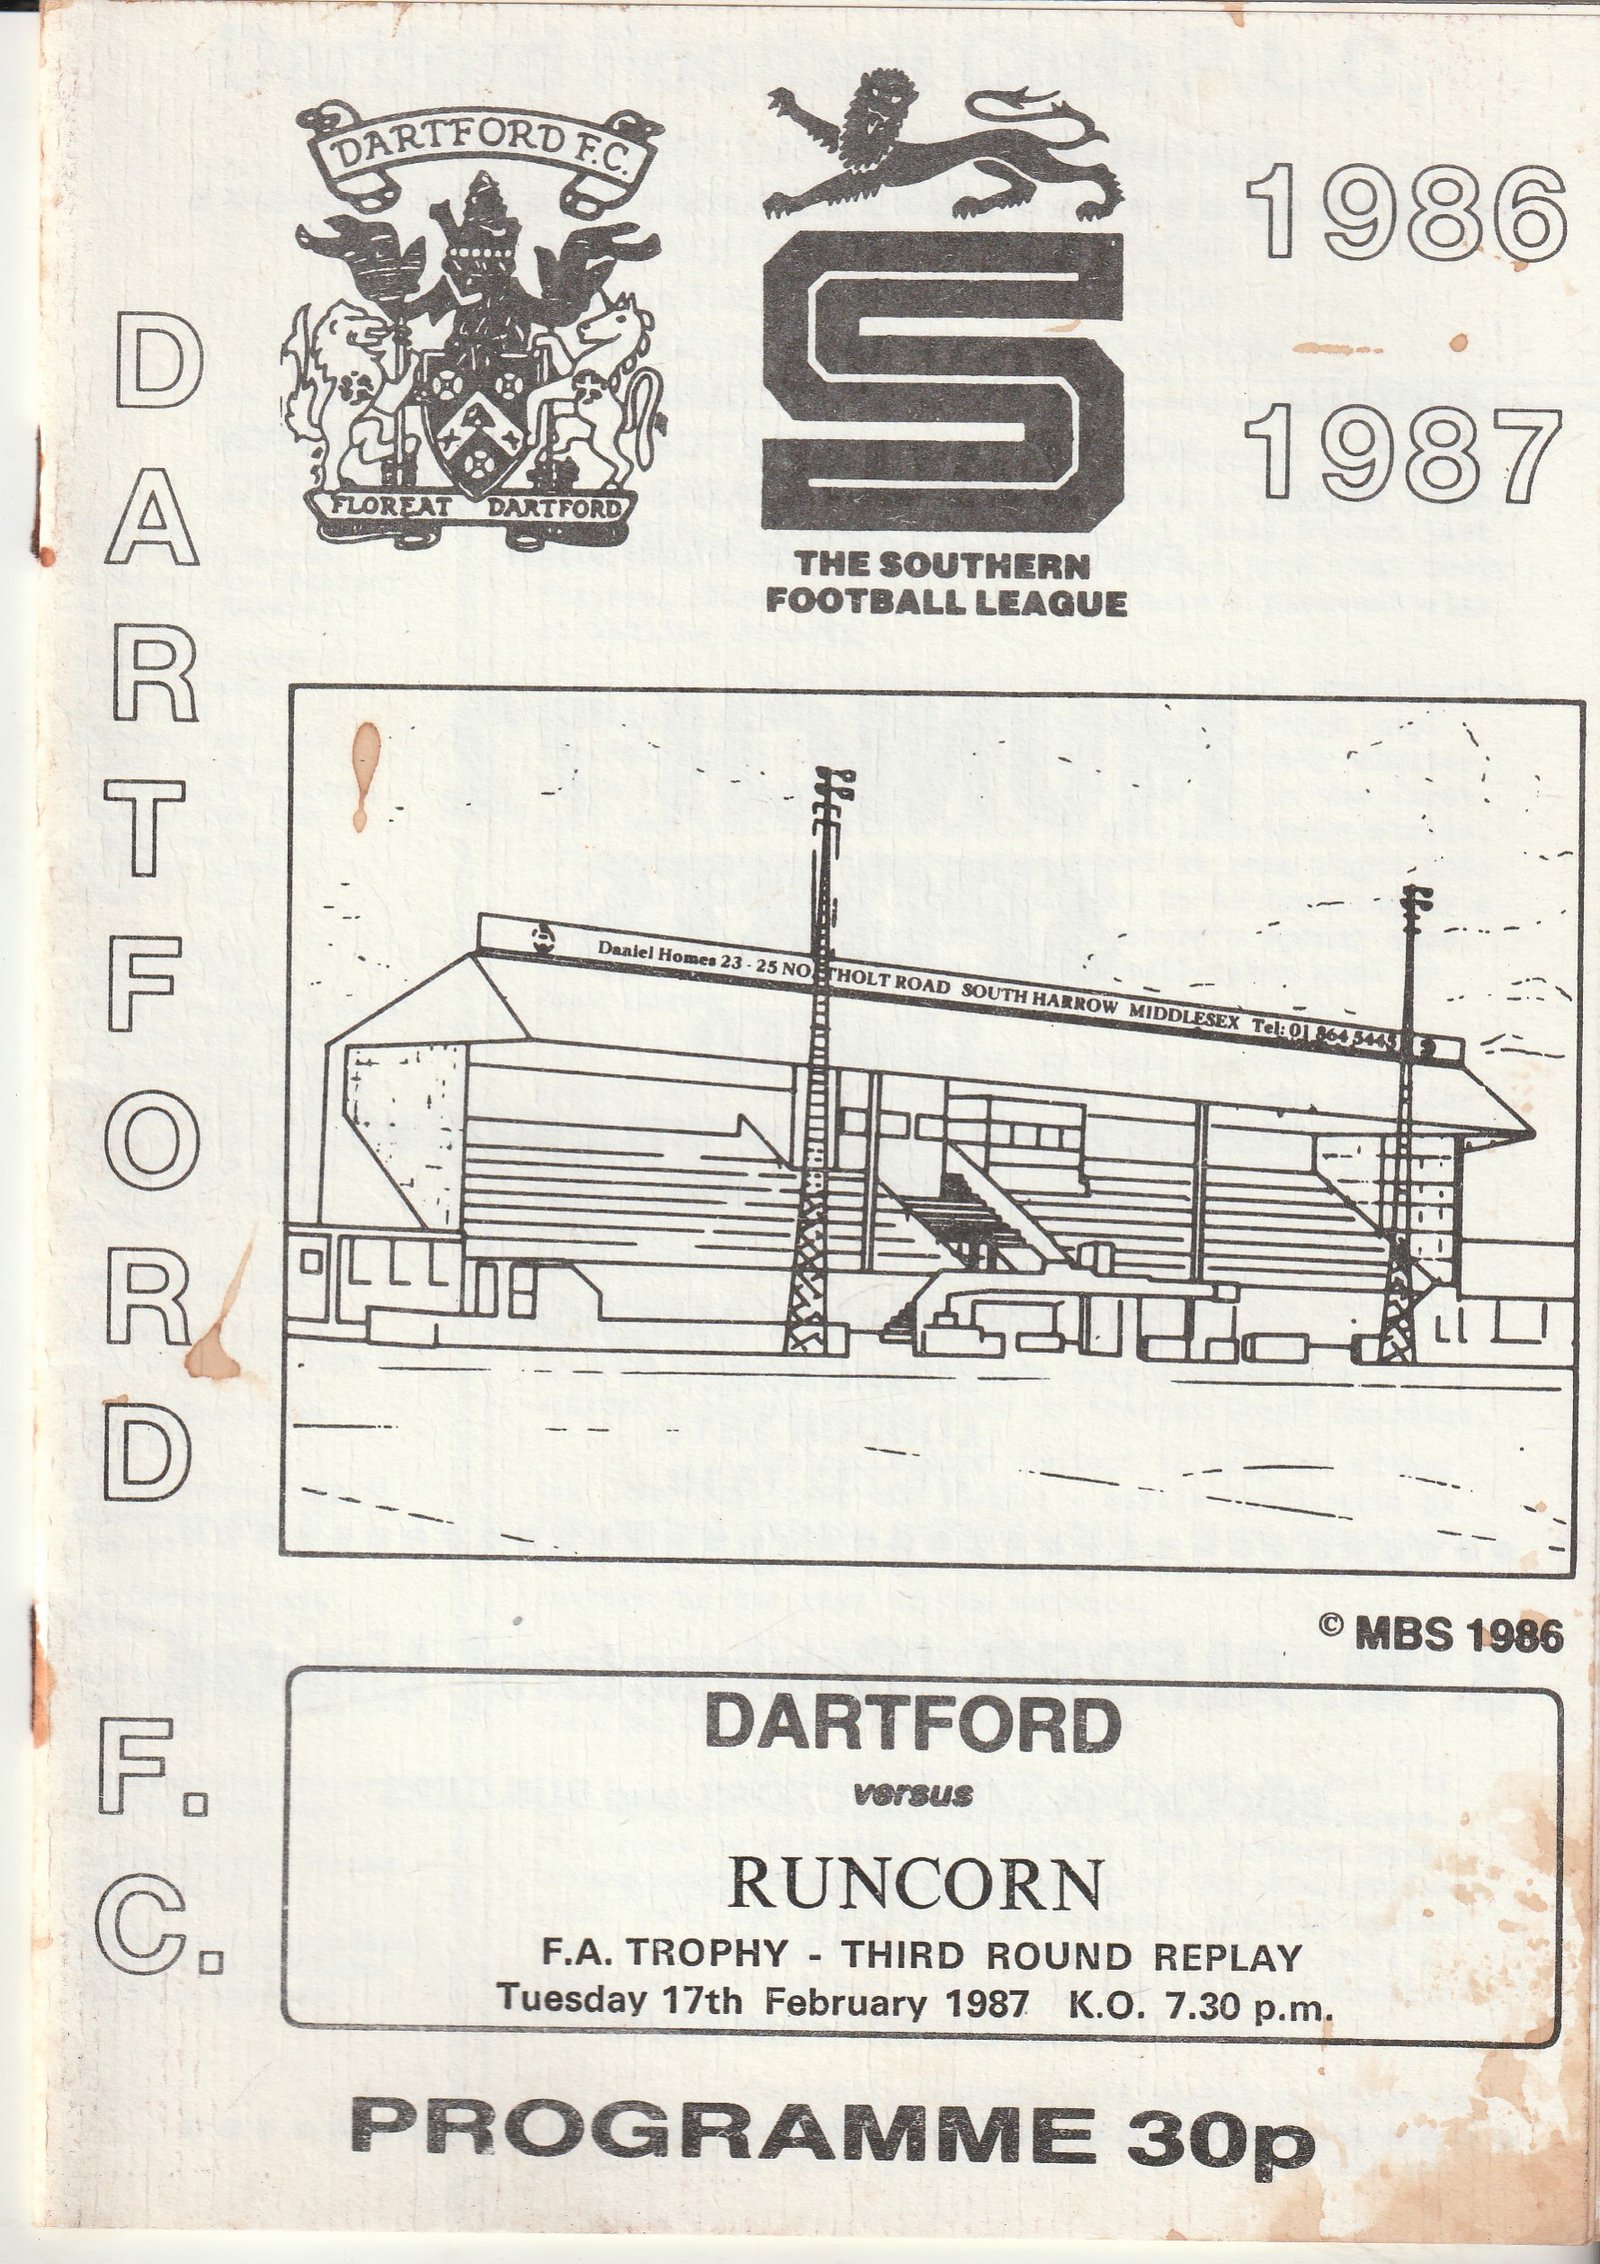 DARTFORD F.C.
FLOREAT DARTFORD
THE SOUTHERN
FOOTBALL LEAGUE
1986
-
1987
DARTFORD F.C.
Daniel Homes 23 - 25 NORTHOLT ROAD SOUTH HARROW MIDDLESEX Tel: 01 864 5445
© MBS 1986
DARTFORD
versus
RUNCORN
F.A. TROPHY - THIRD ROUND REPLAY
Tuesday 17th February 1987 K.O. 7.30 p.m.
PROGRAMME 30p